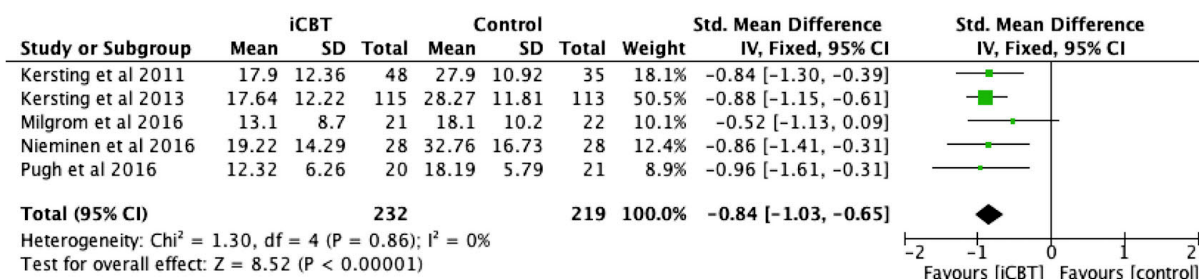 iCBT Control Std. Mean Difference Std. Mean Difference
Study or Subgroup Mean SD Total Mean SD Total Weight IV, Fixed, 95% CI IV, Fixed, 95% CI
Kersting et al 2011 17.9 12.36 48 27.9 10.92 35 18.1% -0.84 [-1.30, -0.39]
Kersting et al 2013 17.64 12.22 115 28.27 11.81 113 50.5% -0.88 [-1.15, -0.61]
Milgrom et al 2016 13.1 8.7 21 18.1 10.2 22 10.1% -0.52 [-1.13, 0.09]
Nieminen et al 2016 19.22 14.29 28 32.76 16.73 28 12.4% -0.86 [-1.41, -0.31]
Pugh et al 2016 12.32 6.26 20 18.19 5.79 21 8.9% -0.96 [-1.61, -0.31]
Total (95% CI) 232 219 100.0% -0.84 [-1.03, -0.65]
Heterogeneity: Chi² = 1.30, df = 4 (P = 0.86); I² = 0%
Test for overall effect: Z = 8.52 (P < 0.00001)
-2 -1 0 1 2
Favours [iCBT] Favours [control]